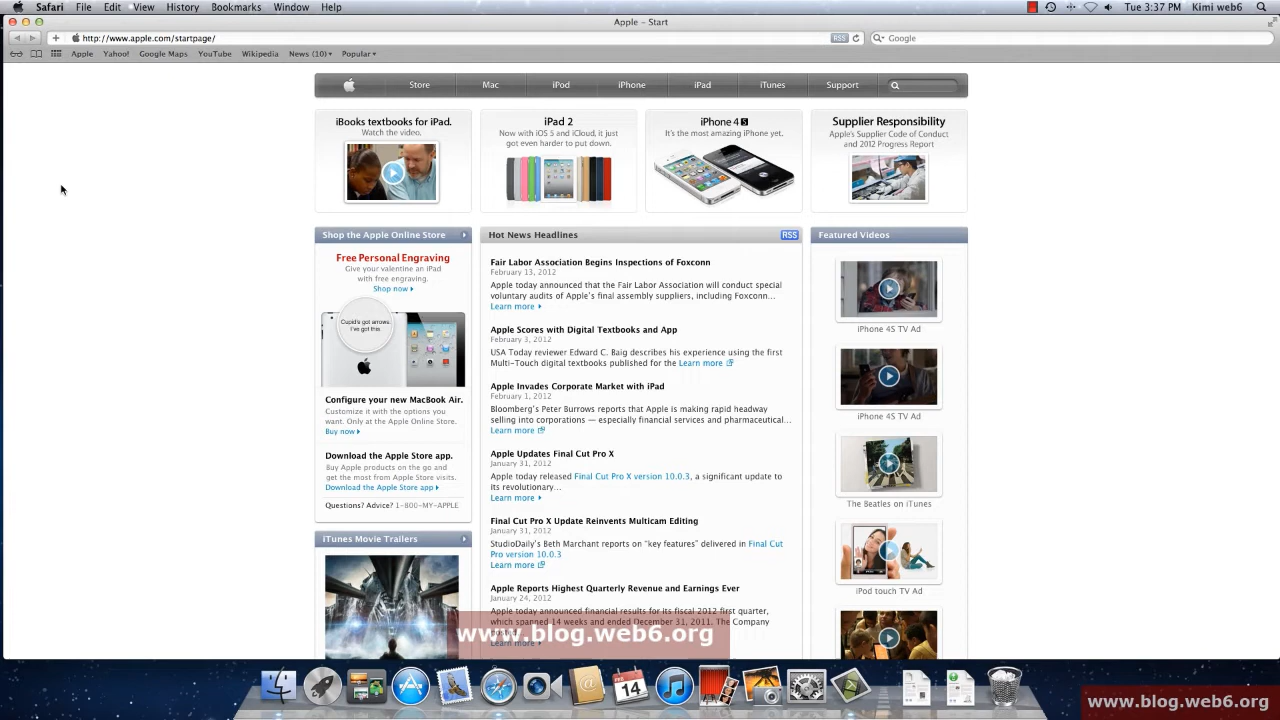 Safari File Edit View History Bookmarks Window Help Tue 3:37 PM Kimi web6
Apple – Start
http://www.apple.com/startpage/ RSS Google
Apple Yahoo! Google Maps YouTube Wikipedia News (10) Popular
Store Mac iPod iPhone iPad iTunes Support
iBooks textbooks for iPad.
Watch the video.
iPad 2
Now with iOS 5 and iCloud, it just
got even harder to put down.
iPhone 4S
It's the most amazing iPhone yet.
Supplier Responsibility
Apple's Supplier Code of Conduct
and 2012 Progress Report
Shop the Apple Online Store
Free Personal Engraving
Give your valentine an iPad
with free engraving.
Shop now
Cupid's got arrows.
I've got this
Configure your new MacBook Air.
Customize it with the options you
want. Only at the Apple Online Store.
Buy now
Download the Apple Store app.
Buy Apple products on the go and
get the most from Apple Store visits.
Download the Apple Store app
Questions? Advice? 1-800-MY-APPLE
iTunes Movie Trailers
Hot News Headlines RSS
Fair Labor Association Begins Inspections of Foxconn
February 13, 2012
Apple today announced that the Fair Labor Association will conduct special
voluntary audits of Apple's final assembly suppliers, including Foxconn...
Learn more
Apple Scores with Digital Textbooks and App
February 3, 2012
USA Today reviewer Edward C. Baig describes his experience using the first
Multi-Touch digital textbooks published for the Learn more
Apple Invades Corporate Market with iPad
February 1, 2012
Bloomberg's Peter Burrows reports that Apple is making rapid headway
selling into corporations — especially financial services and pharmaceutical...
Learn more
Apple Updates Final Cut Pro X
January 31, 2012
Apple today released Final Cut Pro X version 10.0.3, a significant update to
its revolutionary...
Learn more
Final Cut Pro X Update Reinvents Multicam Editing
January 31, 2012
StudioDaily's Beth Marchant reports on "key features" delivered in Final Cut
Pro version 10.0.3
Learn more
Apple Reports Highest Quarterly Revenue and Earnings Ever
January 24, 2012
Apple today announced financial results for its fiscal 2012 first quarter,
which spanned 14 weeks and ended December 31, 2011. The Company
Learn more
Featured Videos
iPhone 4S TV Ad
iPhone 4S TV Ad
The Beatles on iTunes
iPod touch TV Ad
www.blog.web6.org
FEB
14
www.blog.web6.org